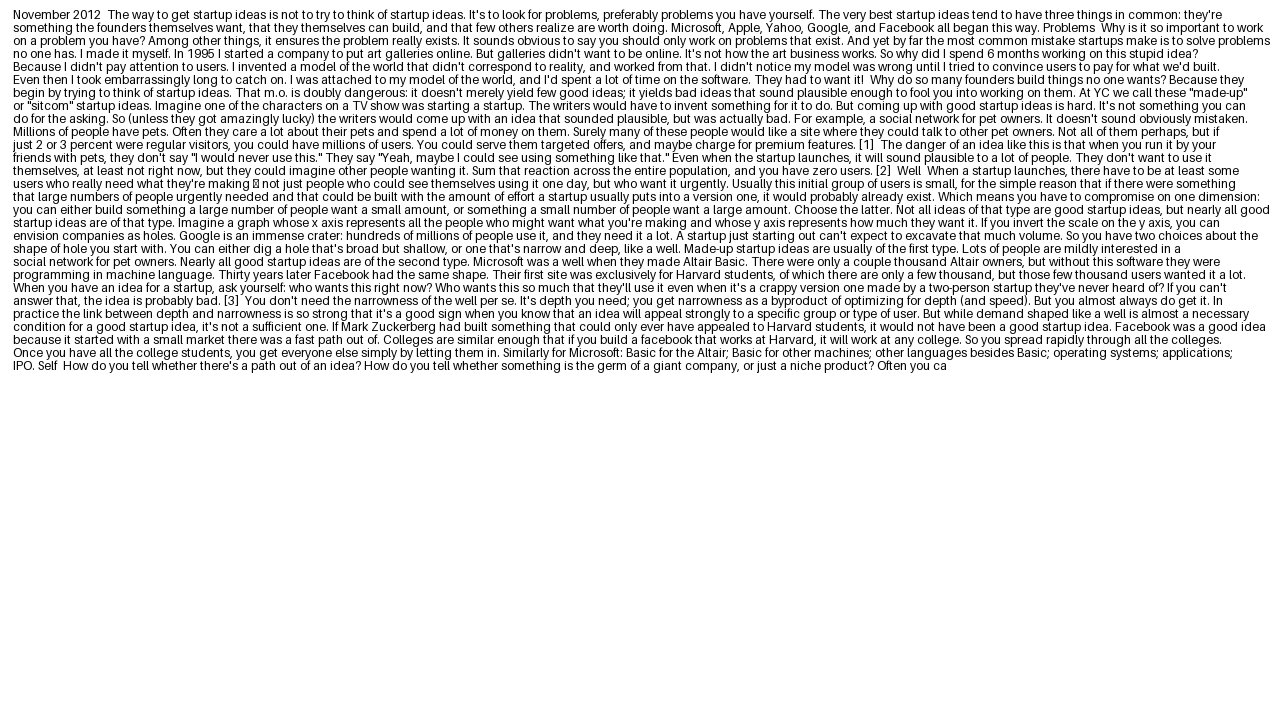 November 2012  The way to get startup ideas is not to try to think of startup ideas. It's to look for problems, preferably problems you have yourself. The very best startup ideas tend to have three things in common: they're
something the founders themselves want, that they themselves can build, and that few others realize are worth doing. Microsoft, Apple, Yahoo, Google, and Facebook all began this way. Problems  Why is it so important to work
on a problem you have? Among other things, it ensures the problem really exists. It sounds obvious to say you should only work on problems that exist. And yet by far the most common mistake startups make is to solve problems
no one has. I made it myself. In 1995 I started a company to put art galleries online. But galleries didn't want to be online. It's not how the art business works. So why did I spend 6 months working on this stupid idea?
Because I didn't pay attention to users. I invented a model of the world that didn't correspond to reality, and worked from that. I didn't notice my model was wrong until I tried to convince users to pay for what we'd built.
Even then I took embarrassingly long to catch on. I was attached to my model of the world, and I'd spent a lot of time on the software. They had to want it!  Why do so many founders build things no one wants? Because they
begin by trying to think of startup ideas. That m.o. is doubly dangerous: it doesn't merely yield few good ideas; it yields bad ideas that sound plausible enough to fool you into working on them. At YC we call these "made-up"
or "sitcom" startup ideas. Imagine one of the characters on a TV show was starting a startup. The writers would have to invent something for it to do. But coming up with good startup ideas is hard. It's not something you can
do for the asking. So (unless they got amazingly lucky) the writers would come up with an idea that sounded plausible, but was actually bad. For example, a social network for pet owners. It doesn't sound obviously mistaken.
Millions of people have pets. Often they care a lot about their pets and spend a lot of money on them. Surely many of these people would like a site where they could talk to other pet owners. Not all of them perhaps, but if
just 2 or 3 percent were regular visitors, you could have millions of users. You could serve them targeted offers, and maybe charge for premium features. [1]  The danger of an idea like this is that when you run it by your
friends with pets, they don't say "I would never use this." They say "Yeah, maybe I could see using something like that." Even when the startup launches, it will sound plausible to a lot of people. They don't want to use it
themselves, at least not right now, but they could imagine other people wanting it. Sum that reaction across the entire population, and you have zero users. [2]  Well  When a startup launches, there have to be at least some
users who really need what they're making  not just people who could see themselves using it one day, but who want it urgently. Usually this initial group of users is small, for the simple reason that if there were something
that large numbers of people urgently needed and that could be built with the amount of effort a startup usually puts into a version one, it would probably already exist. Which means you have to compromise on one dimension:
you can either build something a large number of people want a small amount, or something a small number of people want a large amount. Choose the latter. Not all ideas of that type are good startup ideas, but nearly all good
startup ideas are of that type. Imagine a graph whose x axis represents all the people who might want what you're making and whose y axis represents how much they want it. If you invert the scale on the y axis, you can
envision companies as holes. Google is an immense crater: hundreds of millions of people use it, and they need it a lot. A startup just starting out can't expect to excavate that much volume. So you have two choices about the
shape of hole you start with. You can either dig a hole that's broad but shallow, or one that's narrow and deep, like a well. Made-up startup ideas are usually of the first type. Lots of people are mildly interested in a
social network for pet owners. Nearly all good startup ideas are of the second type. Microsoft was a well when they made Altair Basic. There were only a couple thousand Altair owners, but without this software they were
programming in machine language. Thirty years later Facebook had the same shape. Their first site was exclusively for Harvard students, of which there are only a few thousand, but those few thousand users wanted it a lot.
When you have an idea for a startup, ask yourself: who wants this right now? Who wants this so much that they'll use it even when it's a crappy version one made by a two-person startup they've never heard of? If you can't
answer that, the idea is probably bad. [3]  You don't need the narrowness of the well per se. It's depth you need; you get narrowness as a byproduct of optimizing for depth (and speed). But you almost always do get it. In
practice the link between depth and narrowness is so strong that it's a good sign when you know that an idea will appeal strongly to a specific group or type of user. But while demand shaped like a well is almost a necessary
condition for a good startup idea, it's not a sufficient one. If Mark Zuckerberg had built something that could only ever have appealed to Harvard students, it would not have been a good startup idea. Facebook was a good idea
because it started with a small market there was a fast path out of. Colleges are similar enough that if you build a facebook that works at Harvard, it will work at any college. So you spread rapidly through all the colleges.
Once you have all the college students, you get everyone else simply by letting them in. Similarly for Microsoft: Basic for the Altair; Basic for other machines; other languages besides Basic; operating systems; applications;
IPO. Self  How do you tell whether there's a path out of an idea? How do you tell whether something is the germ of a giant company, or just a niche product? Often you ca